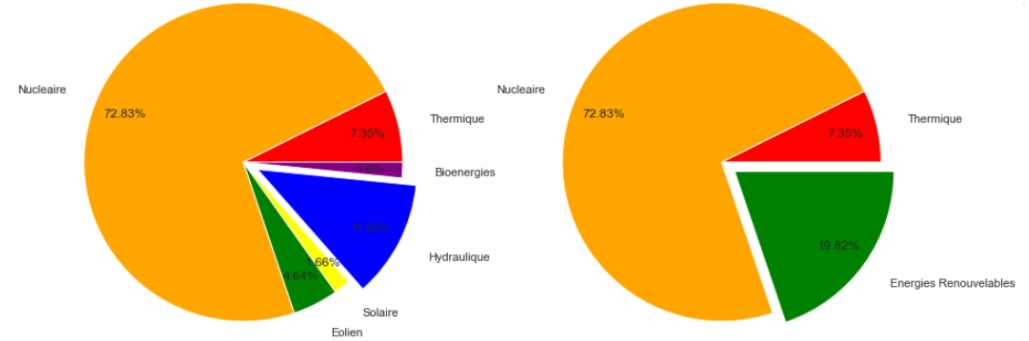 Nucleaire
72.83%
Thermique
7.35%
Bioenergies
Hydraulique
1.66%
4.64%
Solaire
Eolien
Nucleaire
72.83%
Thermique
7.35%
19.82%
Energies Renouvelables